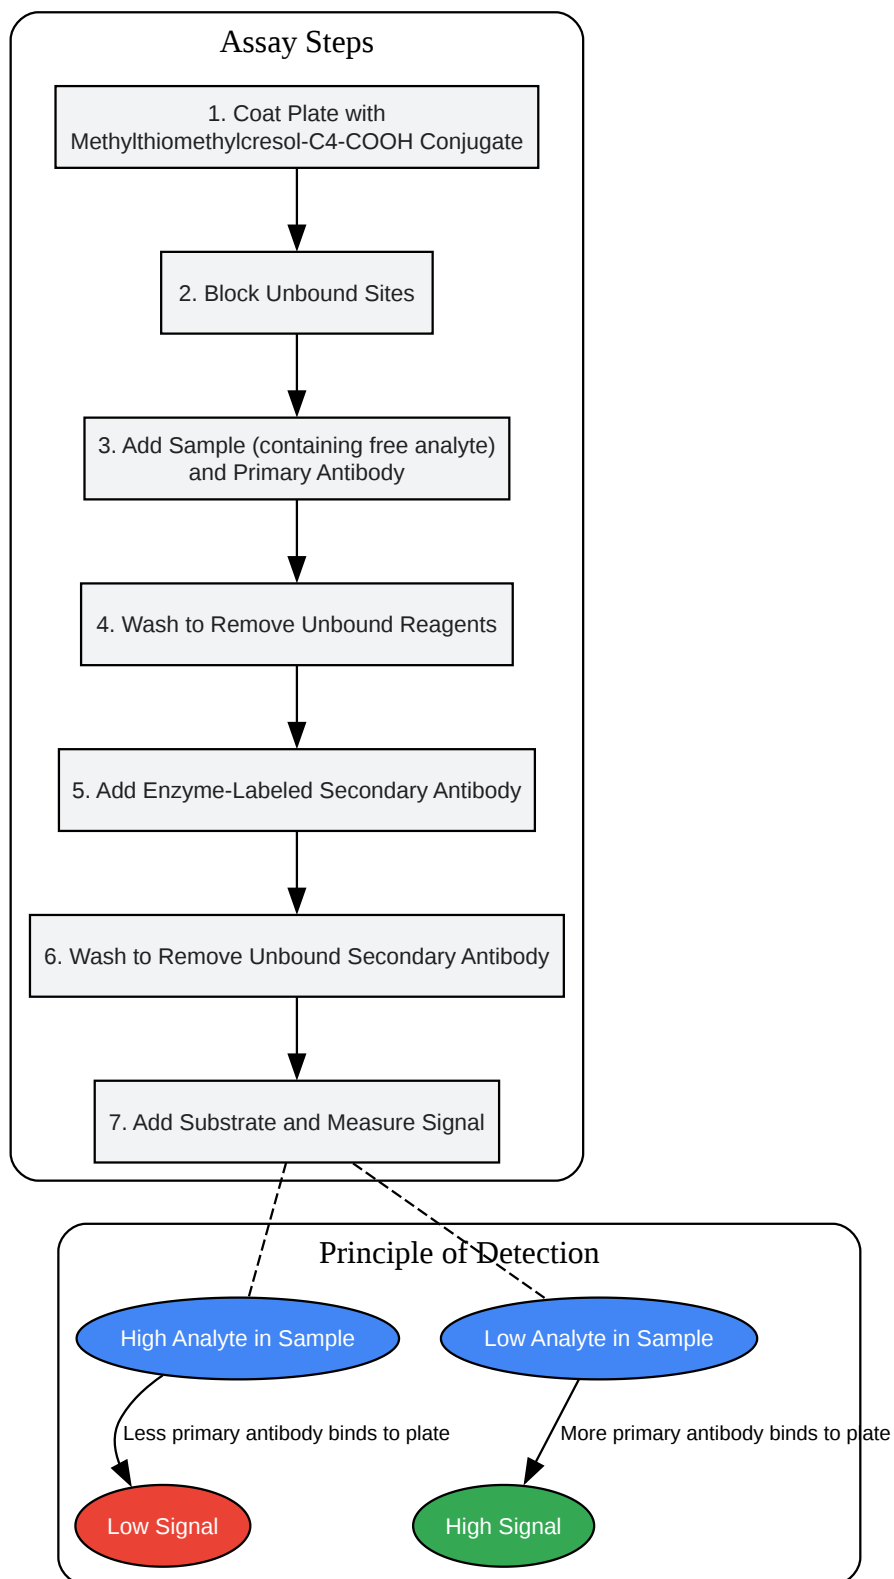 Assay Steps
1. Coat Plate with
Methylthiomethylcresol-C4-COOH Conjugate
2. Block Unbound Sites
3. Add Sample (containing free analyte)
and Primary Antibody
4. Wash to Remove Unbound Reagents
5. Add Enzyme-Labeled Secondary Antibody
6. Wash to Remove Unbound Secondary Antibody
7. Add Substrate and Measure Signal
Principle of Detection
High Analyte in Sample
Low Analyte in Sample
Less primary antibody binds to plate
More primary antibody binds to plate
Low Signal
High Signal